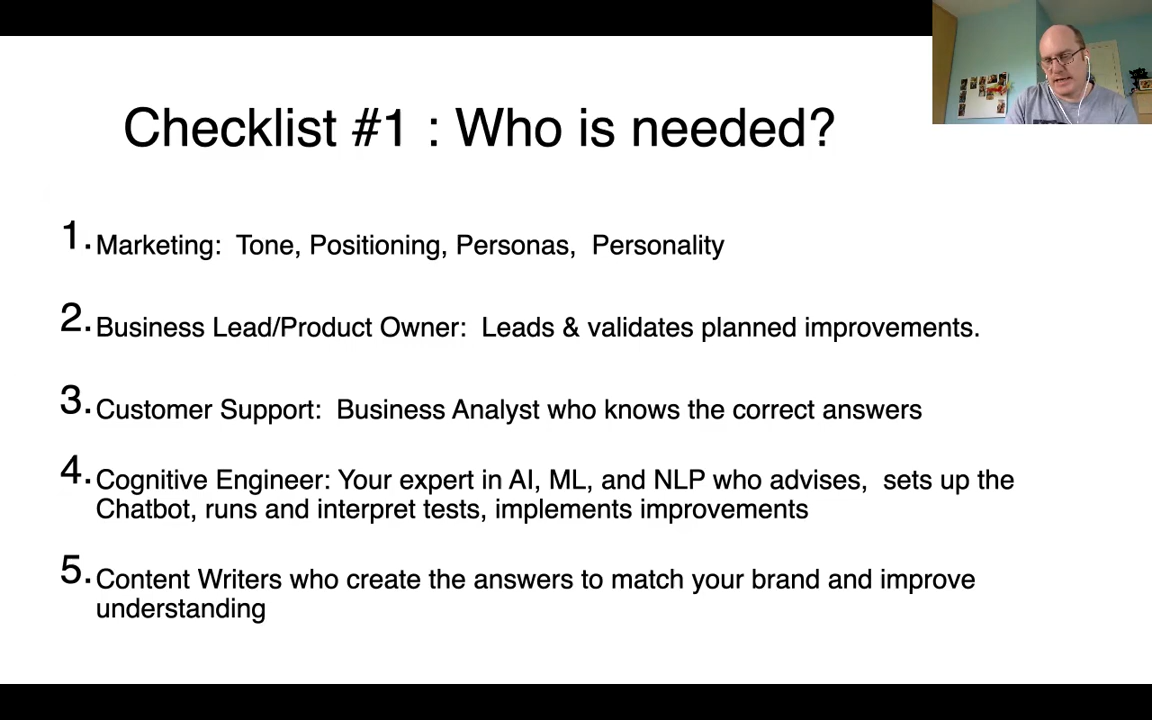 Checklist #1 : Who is needed?
1. Marketing:  Tone, Positioning, Personas,  Personality
2. Business Lead/Product Owner:  Leads & validates planned improvements.
3. Customer Support:  Business Analyst who knows the correct answers
4. Cognitive Engineer: Your expert in AI, ML, and NLP who advises,  sets up the
Chatbot, runs and interpret tests, implements improvements
5. Content Writers who create the answers to match your brand and improve
understanding